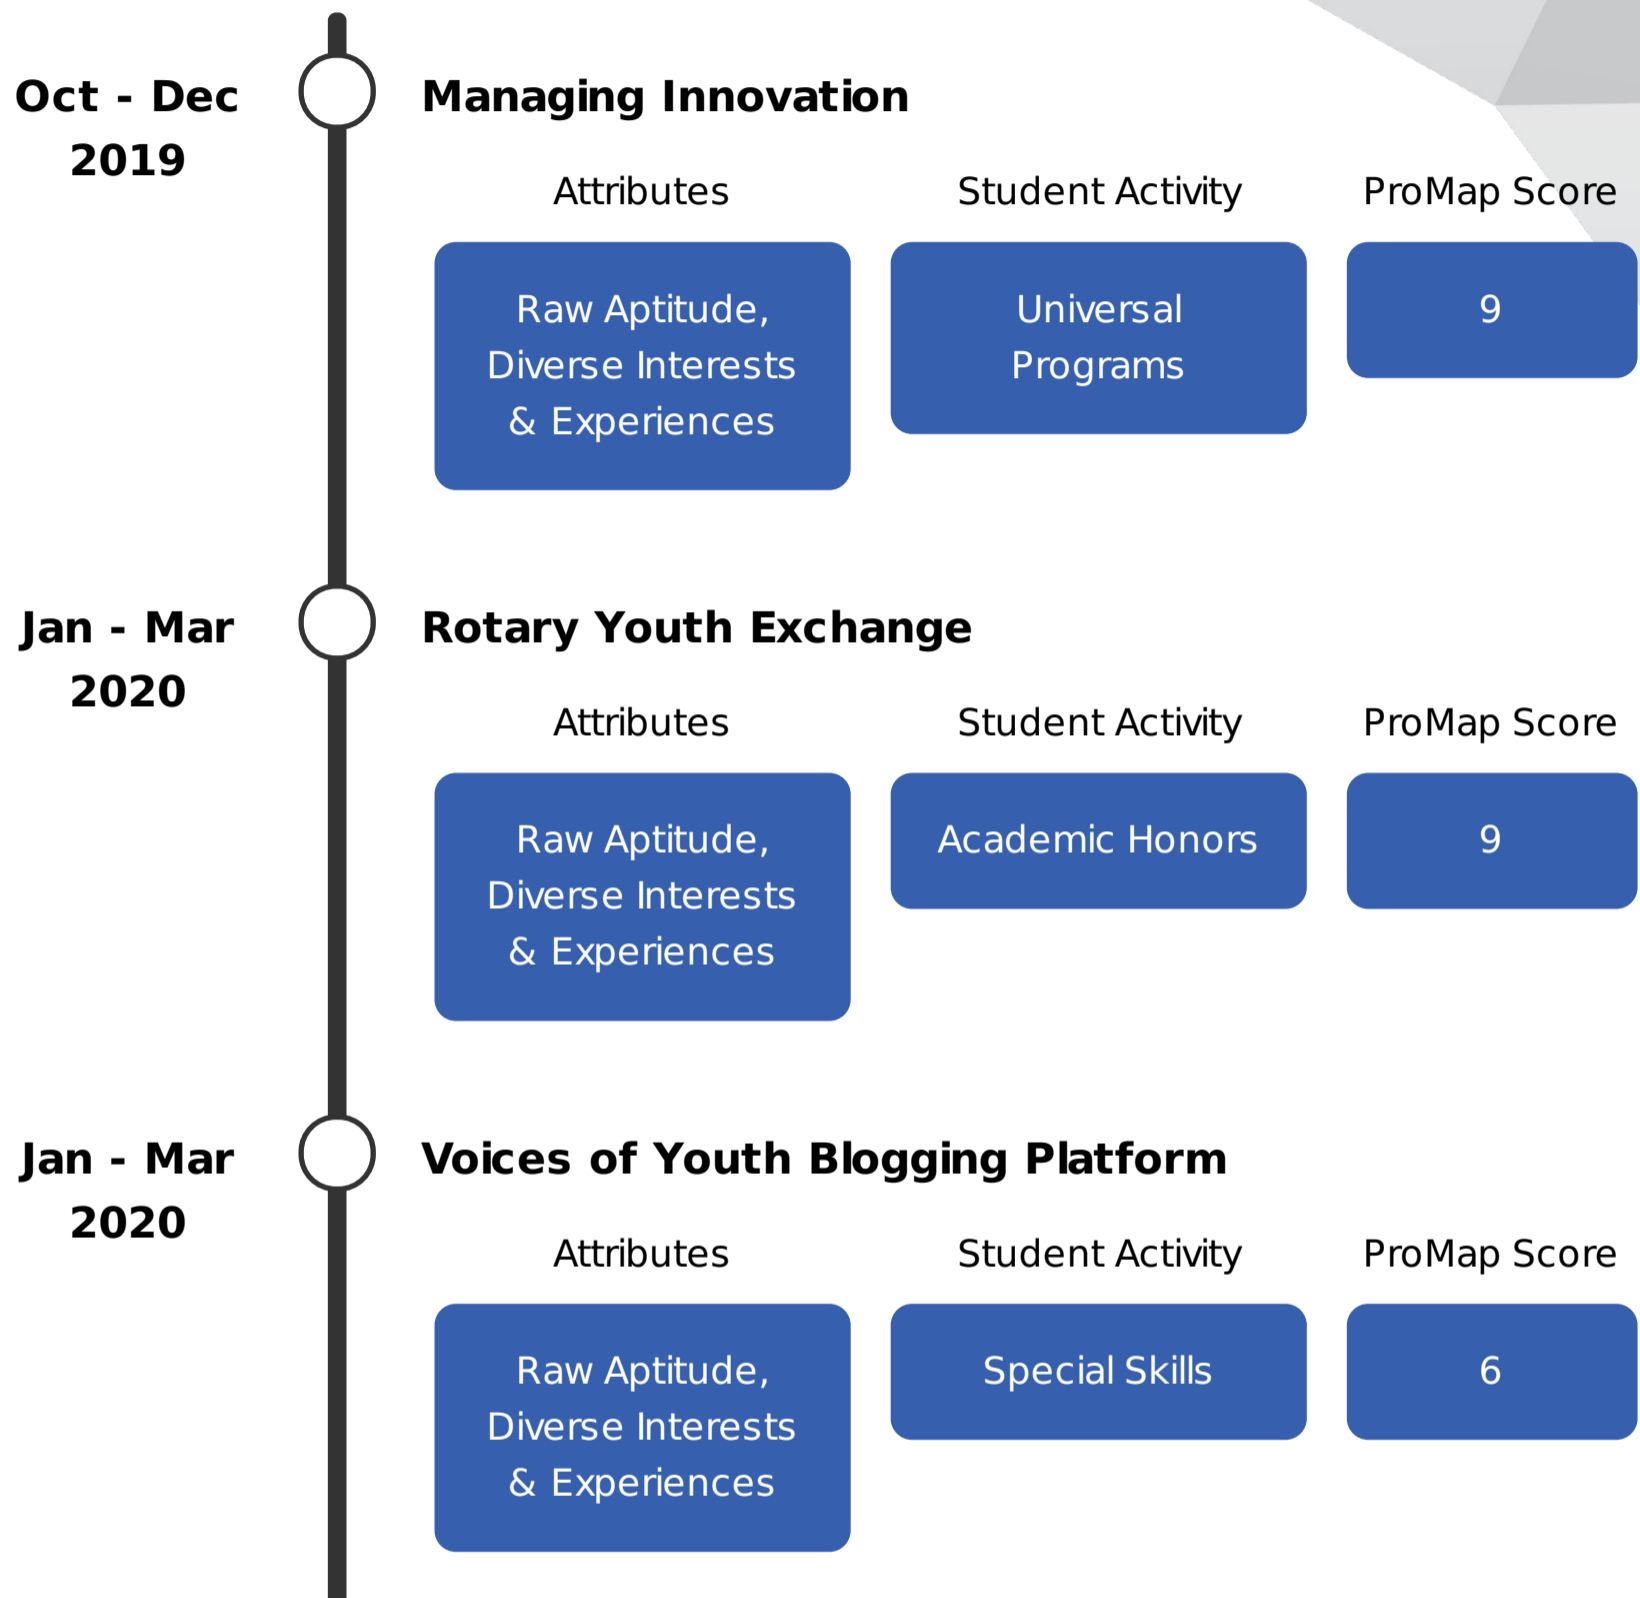 Oct - Dec
2019
Managing Innovation
Attributes
Student Activity
ProMap Score
Raw Aptitude,
Diverse Interests
& Experiences
Universal
Programs
9
Jan - Mar
2020
Rotary Youth Exchange
Attributes
Student Activity
ProMap Score
Raw Aptitude,
Diverse Interests
& Experiences
Academic Honors
9
Jan - Mar
2020
Voices of Youth Blogging Platform
Attributes
Student Activity
ProMap Score
Raw Aptitude,
Diverse Interests
& Experiences
Special Skills
6